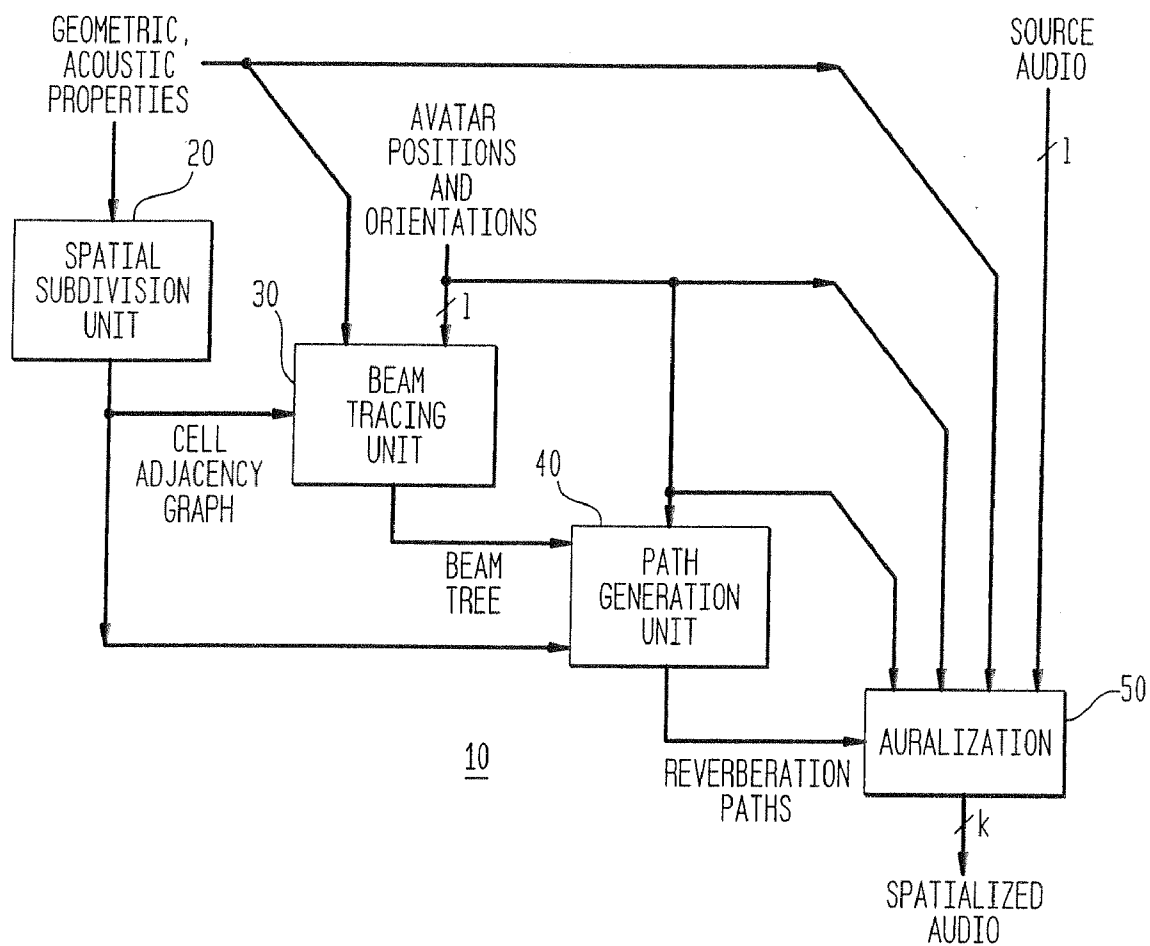 GEOMETRIC,
ACOUSTIC
PROPERTIES
SOURCE
AUDIO
AVATAR
POSITIONS
AND
ORIENTATIONS
1
20
SPATIAL
SUBDIVISION
UNIT
30
1
BEAM
TRACING
UNIT
CELL
ADJACENCY
GRAPH
40
BEAM
TREE
PATH
GENERATION
UNIT
50
AURALIZATION
10
REVERBERATION
PATHS
k
SPATIALIZED
AUDIO